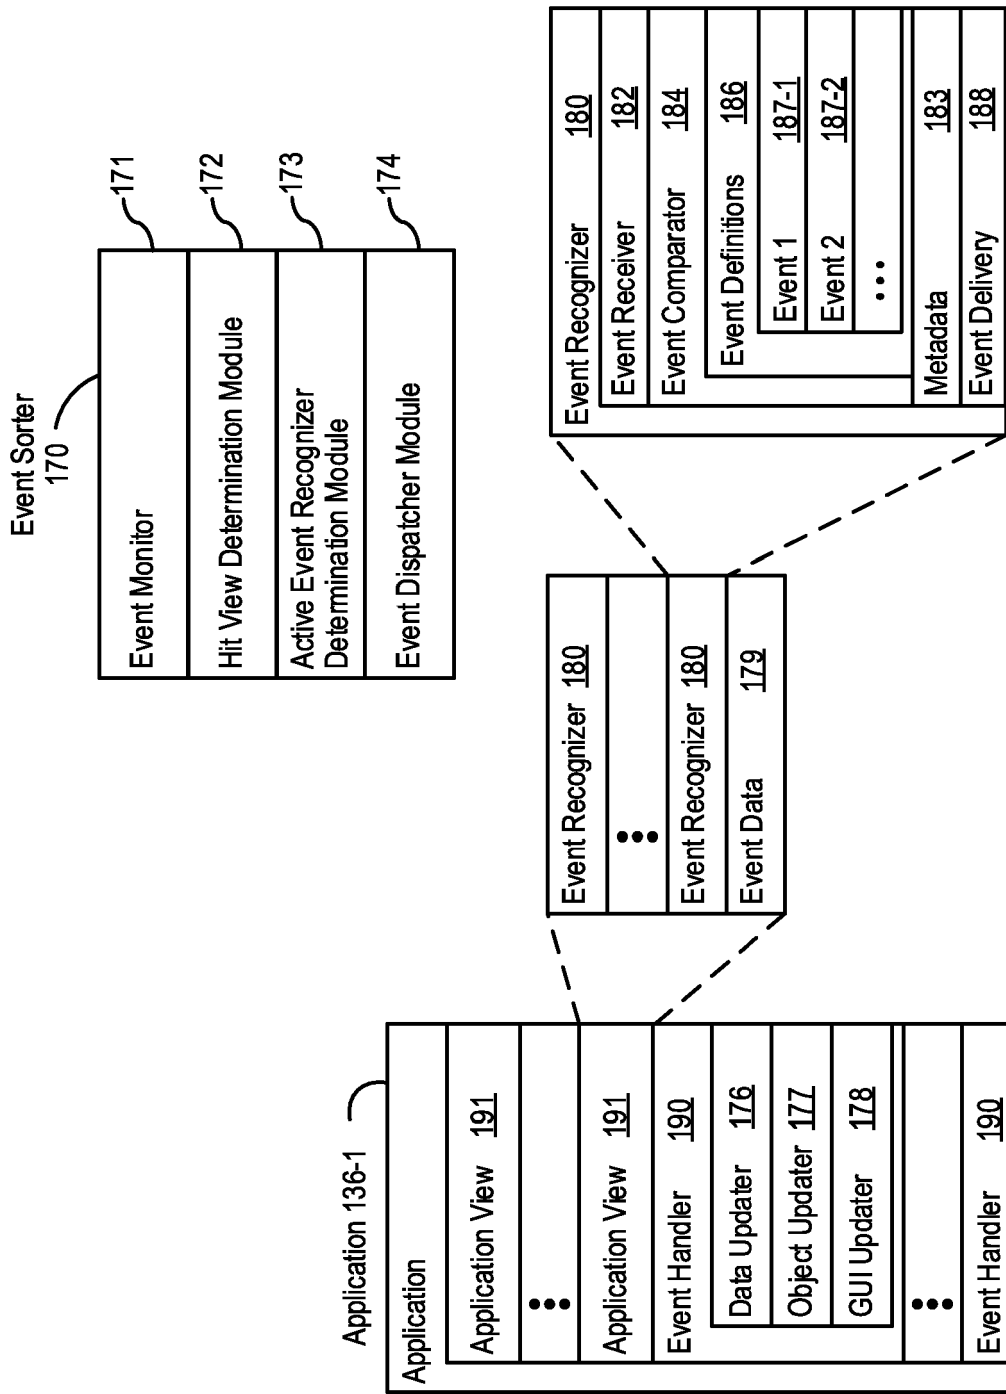 Event Sorter
170
Event Monitor
171
Hit View Determination Module
172
Active Event Recognizer
Determination Module
173
Event Dispatcher Module
174
Application 136-1
Application
Application View 191
•••
Application View 191
Event Handler 190
Data Updater 176
Object Updater 177
GUI Updater 178
•••
Event Handler 190
Event Recognizer 180
•••
Event Recognizer 180
Event Data 179
Event Recognizer 180
Event Receiver 182
Event Comparator 184
Event Definitions 186
Event 1 187-1
Event 2 187-2
•••
Metadata 183
Event Delivery 188